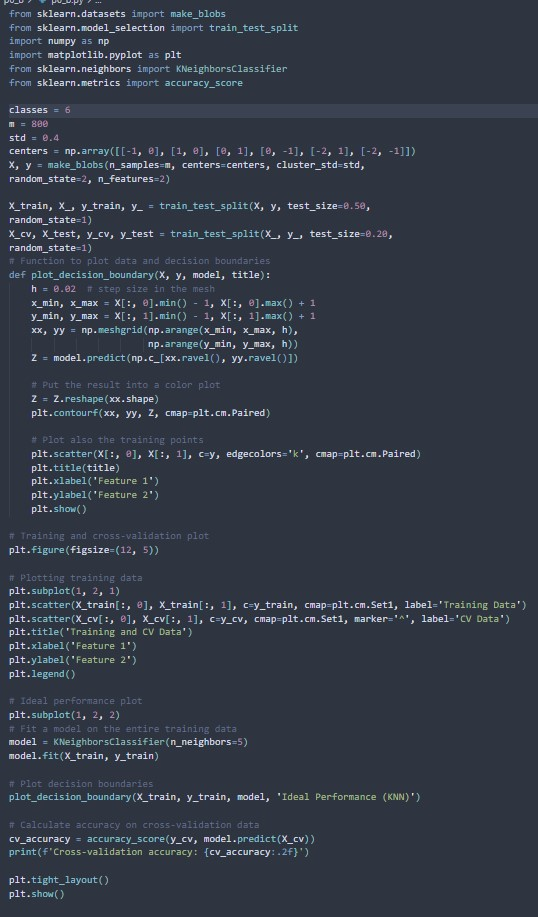 from sklearn.datasets import make_blobs
from sklearn.model_selection import train_test_split
import numpy as np
import matplotlib.pyplot as plt
from sklearn.neighbors import KNeighborsClassifier
from sklearn.metrics import accuracy_score

classes = 6
m = 800
std = 0.4
centers = np.array([[-1, 0], [1, 0], [0, 1], [0, -1], [-2, 1], [-2, -1]])
X, y = make_blobs(n_samples=m, centers=centers, cluster_std=std,
random_state=2, n_features=2)

X_train, X_, y_train, y_ = train_test_split(X, y, test_size=0.50,
random_state=1)
X_cv, X_test, y_cv, y_test = train_test_split(X_, y_, test_size=0.20,
random_state=1)
# Function to plot data and decision boundaries
def plot_decision_boundary(X, y, model, title):
    h = 0.02  # step size in the mesh
    x_min, x_max = X[:, 0].min() - 1, X[:, 0].max() + 1
    y_min, y_max = X[:, 1].min() - 1, X[:, 1].max() + 1
    xx, yy = np.meshgrid(np.arange(x_min, x_max, h),
                         np.arange(y_min, y_max, h))
    Z = model.predict(np.c_[xx.ravel(), yy.ravel()])

    # Put the result into a color plot
    Z = Z.reshape(xx.shape)
    plt.contourf(xx, yy, Z, cmap=plt.cm.Paired)

    # Plot also the training points
    plt.scatter(X[:, 0], X[:, 1], c=y, edgecolors='k', cmap=plt.cm.Paired)
    plt.title(title)
    plt.xlabel('Feature 1')
    plt.ylabel('Feature 2')
    plt.show()

# Training and cross-validation plot
plt.figure(figsize=(12, 5))

# Plotting training data
plt.subplot(1, 2, 1)
plt.scatter(X_train[:, 0], X_train[:, 1], c=y_train, cmap=plt.cm.Set1, label='Training Data')
plt.scatter(X_cv[:, 0], X_cv[:, 1], c=y_cv, cmap=plt.cm.Set1, marker='^', label='CV Data')
plt.title('Training and CV Data')
plt.xlabel('Feature 1')
plt.ylabel('Feature 2')
plt.legend()

# Ideal performance plot
plt.subplot(1, 2, 2)
# Fit a model on the entire training data
model = KNeighborsClassifier(n_neighbors=5)
model.fit(X_train, y_train)

# Plot decision boundaries
plot_decision_boundary(X_train, y_train, model, 'Ideal Performance (KNN)')

# Calculate accuracy on cross-validation data
cv_accuracy = accuracy_score(y_cv, model.predict(X_cv))
print(f'Cross-validation accuracy: {cv_accuracy:.2f}')

plt.tight_layout()
plt.show()